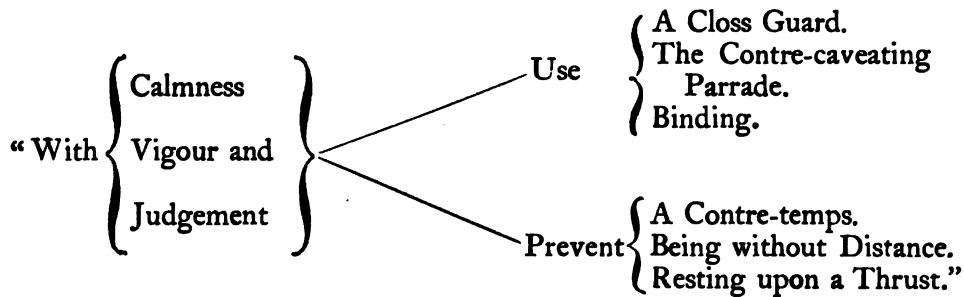 “With
Calmness
Vigour and
Judgement
Use
A Closs Guard.
The Contre-caveating
Parrade.
Binding.
Prevent
A Contre-temps.
Being without Distance.
Resting upon a Thrust.”